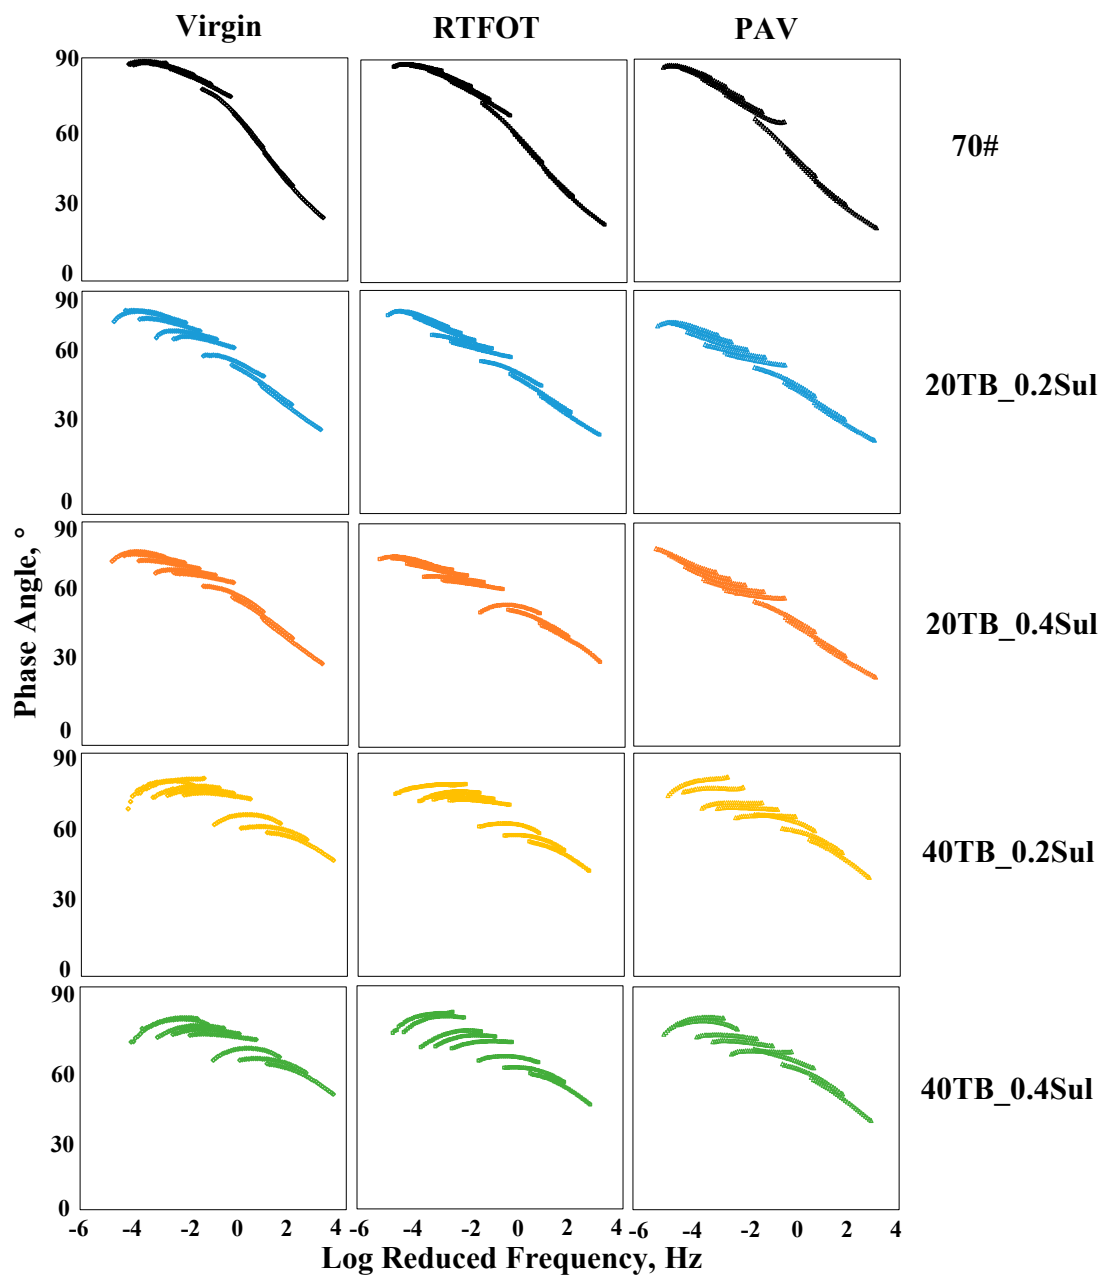 Virgin RTFOT PAV
90
60
30
0
70#
90
60
30
0
20TB_0.2Sul
90
60
30
0
20TB_0.4Sul
90
60
30
0
40TB_0.2Sul
90
60
30
0
40TB_0.4Sul
Phase Angle, °
-6 -4 -2 0 2 4 -6 -4 -2 0 2 4 -6 -4 -2 0 2 4
Log Reduced Frequency, Hz